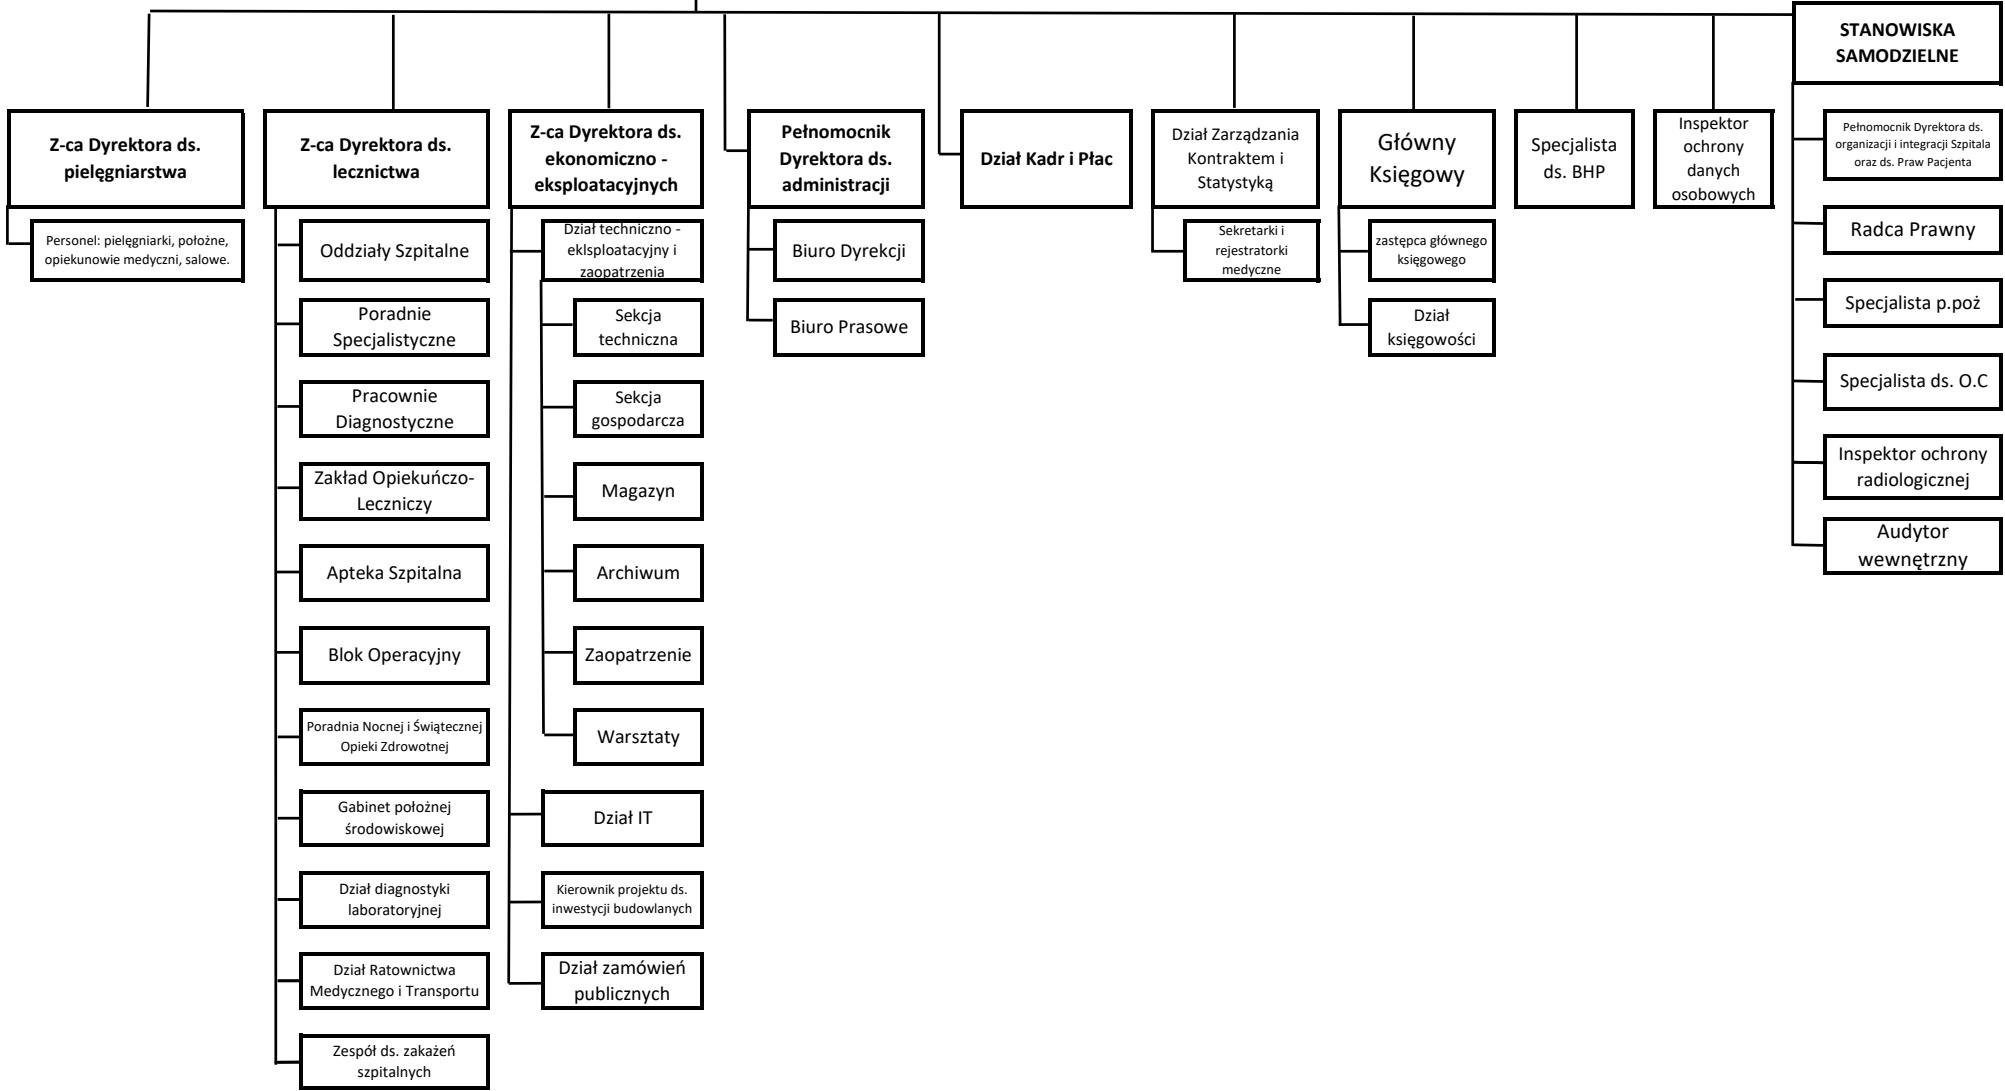 STANOWISKA
SAMODZIELNE
Z-ca Dyrektora ds.
pielęgniarstwa
Personel: pielęgniarki, położne,
opiekunowie medyczni, salowe.
Z-ca Dyrektora ds.
lecznictwa
Oddziały Szpitalne
Poradnie
Specjalistyczne
Pracownie
Diagnostyczne
Zakład Opiekuńczo-
Leczniczy
Apteka Szpitalna
Blok Operacyjny
Poradnia Nocnej i Świątecznej
Opieki Zdrowotnej
Gabinet położnej
środowiskowej
Dział diagnostyki
laboratoryjnej
Dział Ratownictwa
Medycznego i Transportu
Zespół ds. zakażeń
szpitalnych
Z-ca Dyrektora ds.
ekonomiczno -
eksploatacyjnych
Dział techniczno -
eklsploatacyjny i
zaopatrzenia
Sekcja
techniczna
Sekcja
gospodarcza
Magazyn
Archiwum
Zaopatrzenie
Warsztaty
Dział IT
Kierownik projektu ds.
inwestycji budowlanych
Dział zamówień
publicznych
Pełnomocnik
Dyrektora ds.
administracji
Biuro Dyrekcji
Biuro Prasowe
Dział Kadr i Płac
Dział Zarządzania
Kontraktem i
Statystyką
Sekretarki i
rejestratorki
medyczne
Główny
Księgowy
zastępca głównego
księgowego
Dział
księgowości
Specjalista
ds. BHP
Inspektor
ochrony
danych
osobowych
Pełnomocnik Dyrektora ds.
organizacji i integracji Szpitala
oraz ds. Praw Pacjenta
Radca Prawny
Specjalista p.poż
Specjalista ds. O.C
Inspektor ochrony
radiologicznej
Audytor
wewnętrzny